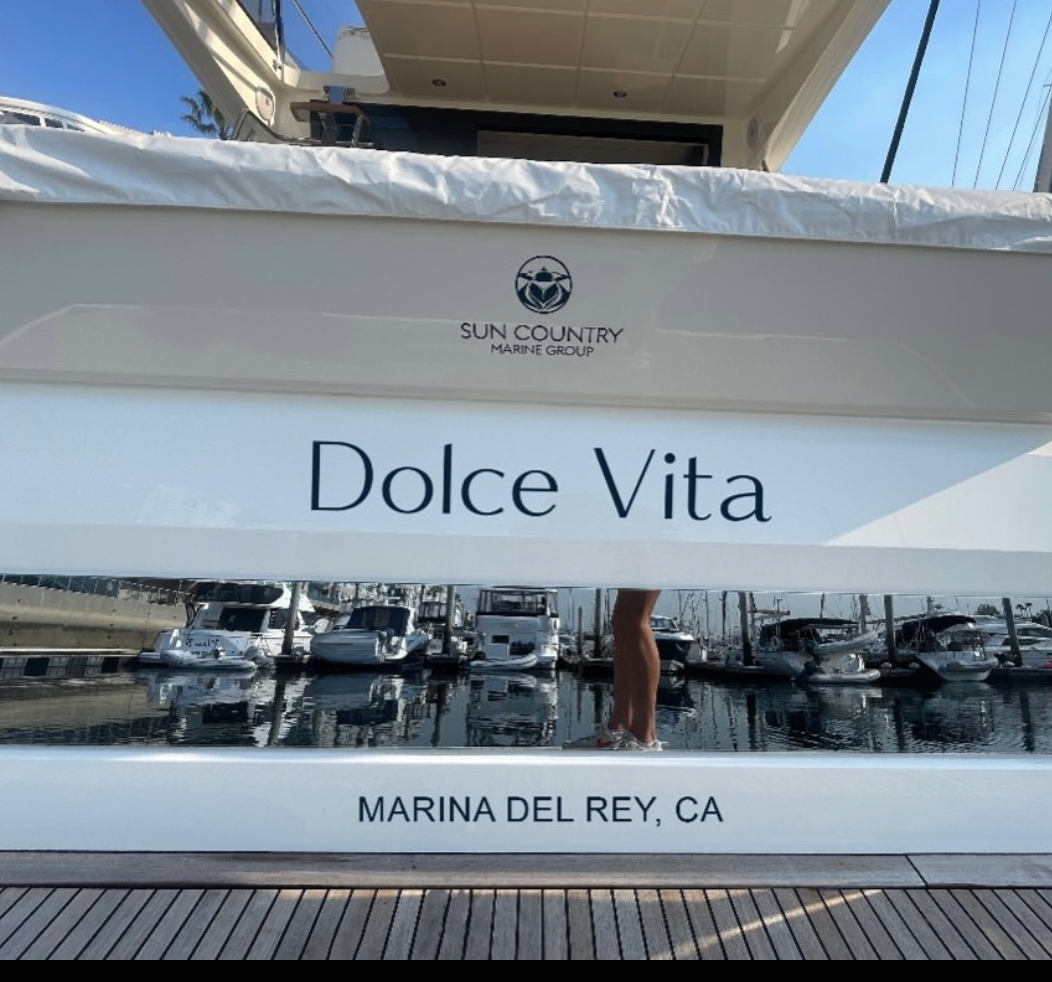 SUN COUNTRY
MARINE GROUP
Dolce Vita
MARINA DEL REY, CA